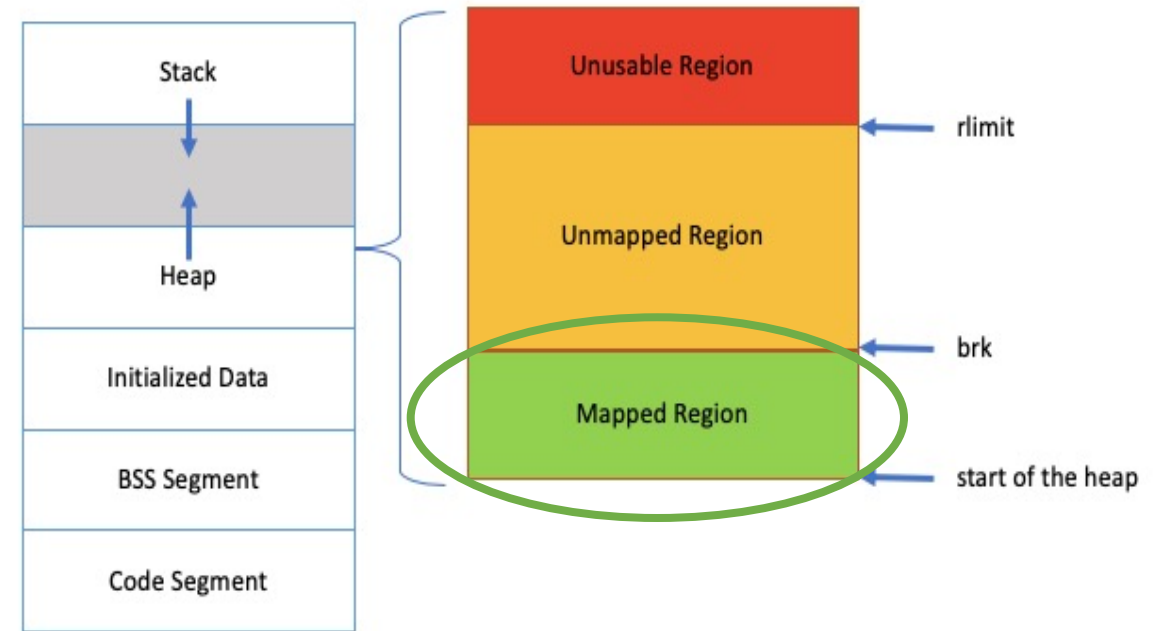 Stack
Heap
Initialized Data
BSS Segment
Code Segment
Unusable Region
rlimit
Unmapped Region
brk
Mapped Region
start of the heap